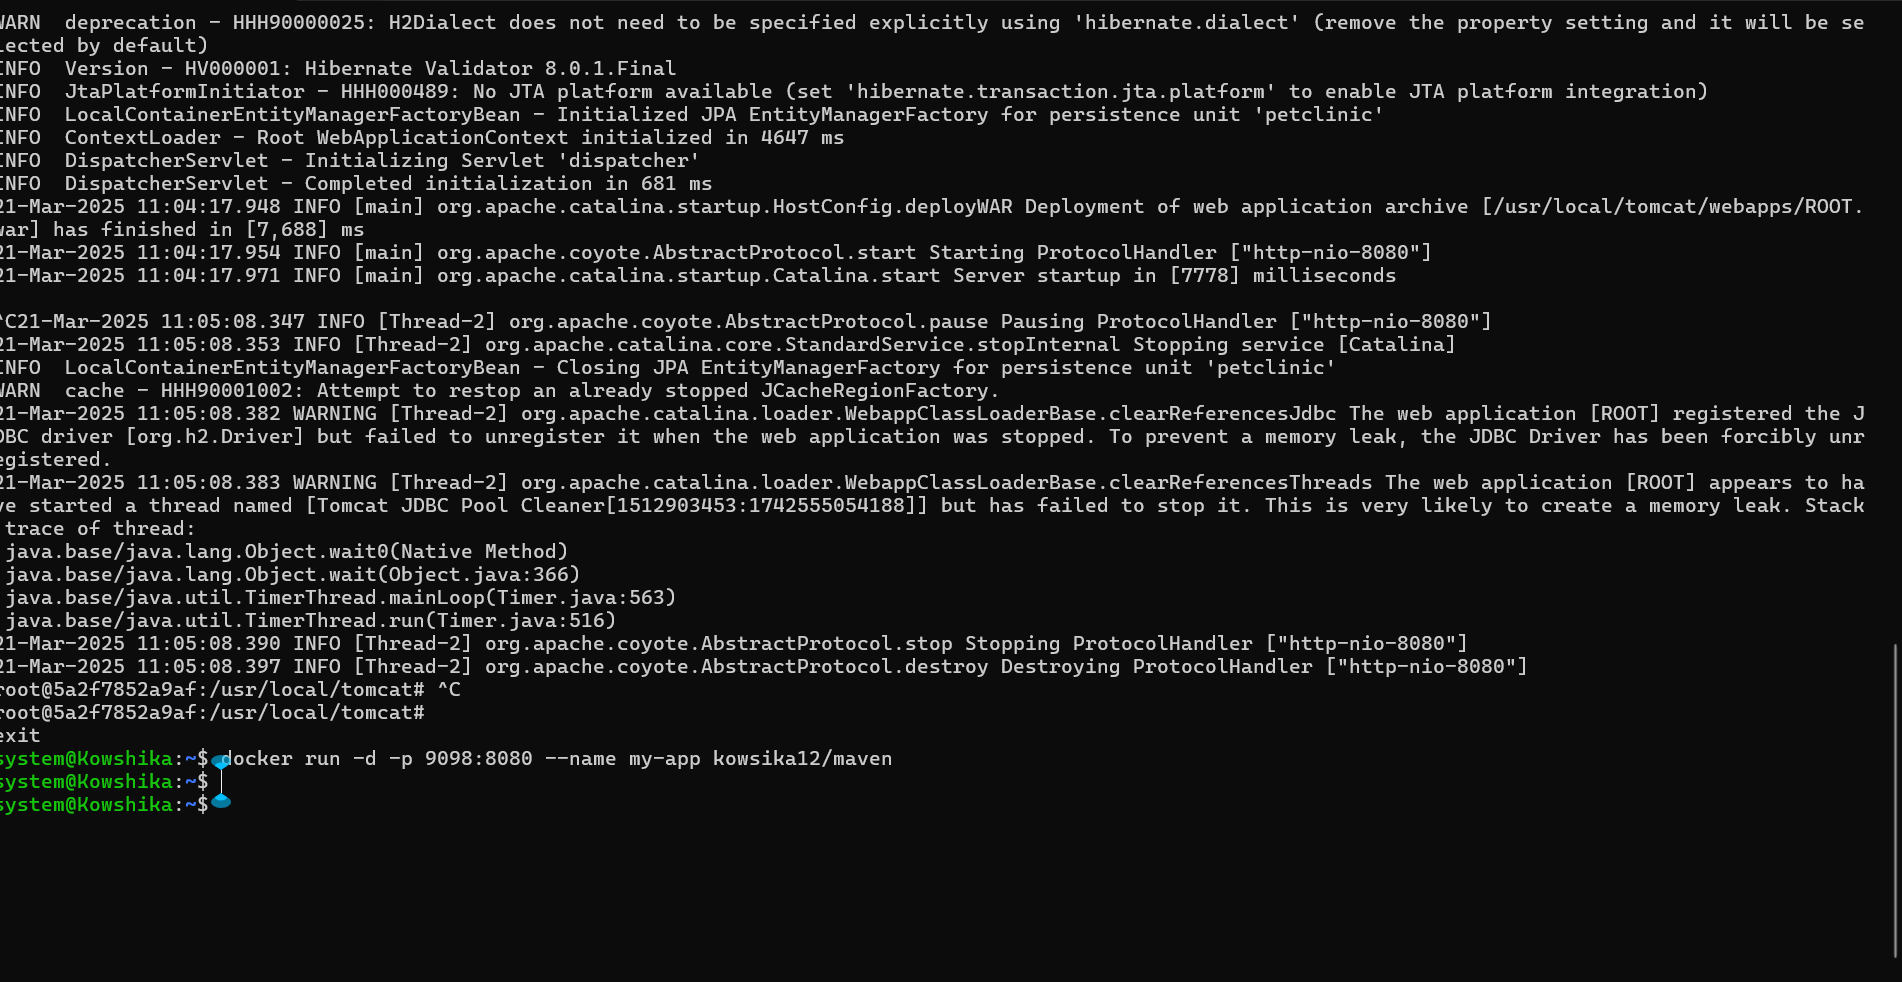 WARN  deprecation - HHH90000025: H2Dialect does not need to be specified explicitly using 'hibernate.dialect' (remove the property setting and it will be se
lected by default)
INFO  Version - HV000001: Hibernate Validator 8.0.1.Final
INFO  JtaPlatformInitiator - HHH000489: No JTA platform available (set 'hibernate.transaction.jta.platform' to enable JTA platform integration)
INFO  LocalContainerEntityManagerFactoryBean - Initialized JPA EntityManagerFactory for persistence unit 'petclinic'
INFO  ContextLoader - Root WebApplicationContext initialized in 4647 ms
INFO  DispatcherServlet - Initializing Servlet 'dispatcher'
INFO  DispatcherServlet - Completed initialization in 681 ms
21-Mar-2025 11:04:17.948 INFO [main] org.apache.catalina.startup.HostConfig.deployWAR Deployment of web application archive [/usr/local/tomcat/webapps/ROOT.
war] has finished in [7,688] ms
21-Mar-2025 11:04:17.954 INFO [main] org.apache.coyote.AbstractProtocol.start Starting ProtocolHandler ["http-nio-8080"]
21-Mar-2025 11:04:17.971 INFO [main] org.apache.catalina.startup.Catalina.start Server startup in [7778] milliseconds
^C21-Mar-2025 11:05:08.347 INFO [Thread-2] org.apache.coyote.AbstractProtocol.pause Pausing ProtocolHandler ["http-nio-8080"]
21-Mar-2025 11:05:08.353 INFO [Thread-2] org.apache.catalina.core.StandardService.stopInternal Stopping service [Catalina]
INFO  LocalContainerEntityManagerFactoryBean - Closing JPA EntityManagerFactory for persistence unit 'petclinic'
WARN  cache - HHH90001002: Attempt to restop an already stopped JCacheRegionFactory.
21-Mar-2025 11:05:08.382 WARNING [Thread-2] org.apache.catalina.loader.WebappClassLoaderBase.clearReferencesJdbc The web application [ROOT] registered the J
DBC driver [org.h2.Driver] but failed to unregister it when the web application was stopped. To prevent a memory leak, the JDBC Driver has been forcibly unr
egistered.
21-Mar-2025 11:05:08.383 WARNING [Thread-2] org.apache.catalina.loader.WebappClassLoaderBase.clearReferencesThreads The web application [ROOT] appears to ha
ve started a thread named [Tomcat JDBC Pool Cleaner[1512903453:1742555054188]] but has failed to stop it. This is very likely to create a memory leak. Stack
trace of thread:
java.base/java.lang.Object.wait0(Native Method)
java.base/java.lang.Object.wait(Object.java:366)
java.base/java.util.TimerThread.mainLoop(Timer.java:563)
java.base/java.util.TimerThread.run(Timer.java:516)
21-Mar-2025 11:05:08.390 INFO [Thread-2] org.apache.coyote.AbstractProtocol.stop Stopping ProtocolHandler ["http-nio-8080"]
21-Mar-2025 11:05:08.397 INFO [Thread-2] org.apache.coyote.AbstractProtocol.destroy Destroying ProtocolHandler ["http-nio-8080"]
root@5a2f7852a9af:/usr/local/tomcat# ^C
root@5a2f7852a9af:/usr/local/tomcat#
exit
system@Kowshika:~$ docker run -d -p 9098:8080 --name my-app kowsika12/maven
system@Kowshika:~$
system@Kowshika:~$